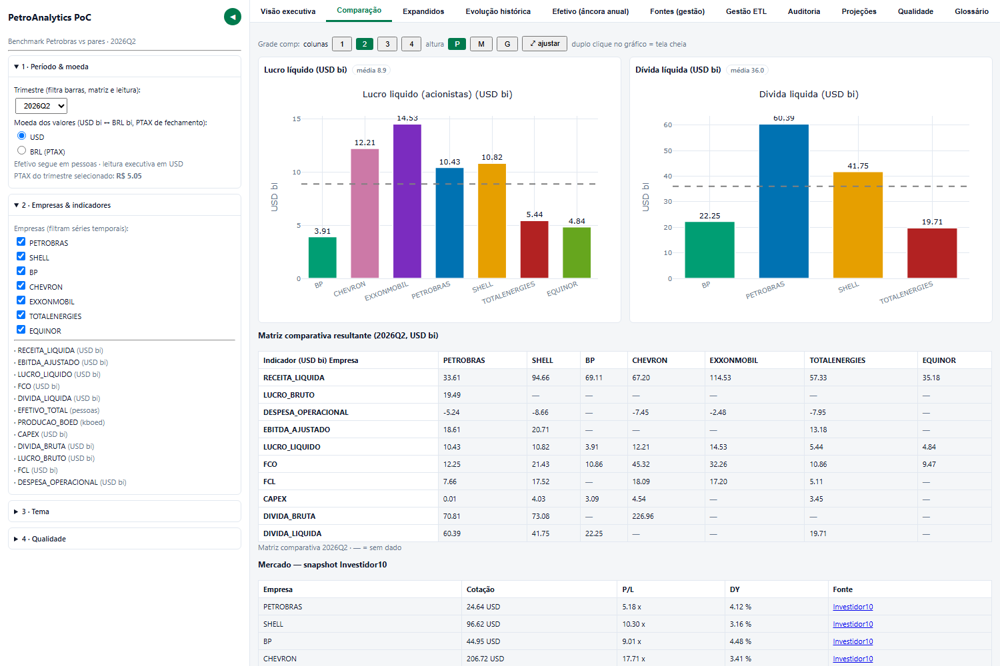 PetroAnalytics PoC
Benchmark Petrobras vs pares · 2026Q2
▼ 1 · Período & moeda
Trimestre (filtra barras, matriz e leitura):
2026Q2
Moeda dos valores (USD bi ↔ BRL bi, PTAX de fechamento):
USD
BRL (PTAX)
Efetivo segue em pessoas · leitura executiva em USD
PTAX do trimestre selecionado: R$ 5.05
▼ 2 · Empresas & indicadores
Empresas (filtram séries temporais):
PETROBRAS
SHELL
BP
CHEVRON
EXXONMOBIL
TOTALENERGIES
EQUINOR
· RECEITA_LIQUIDA (USD bi)
· EBITDA_AJUSTADO (USD bi)
· LUCRO_LIQUIDO (USD bi)
· FCO (USD bi)
· DIVIDA_LIQUIDA (USD bi)
· EFETIVO_TOTAL (pessoas)
· PRODUCAO_BOED (kboed)
· CAPEX (USD bi)
· DIVIDA_BRUTA (USD bi)
· LUCRO_BRUTO (USD bi)
· FCL (USD bi)
· DESPESA_OPERACIONAL (USD bi)
▶ 3 · Tema
▶ 4 · Qualidade
Visão executiva Comparação Expandidos Evolução histórica Efetivo (âncora anual) Fontes (gestão) Gestão ETL Auditoria Projeções Qualidade Glossário
Grade comp: colunas 1 2 3 4 altura P M G ⤢ ajustar duplo clique no gráfico = tela cheia
Lucro líquido (USD bi) média 8.9
Lucro liquido (acionistas) (USD bi)
USD bi
15
10
5
0
3.91
12.21
14.53
10.43
10.82
5.44
4.84
BP
CHEVRON
EXXONMOBIL
PETROBRAS
SHELL
TOTALENERGIES
EQUINOR
Dívida líquida (USD bi) média 36.0
Divida liquida (USD bi)
USD bi
60
50
40
30
20
10
0
22.25
60.39
41.75
19.71
BP
PETROBRAS
SHELL
TOTALENERGIES
Matriz comparativa resultante (2026Q2, USD bi)
Indicador (USD bi) Empresa PETROBRAS SHELL BP CHEVRON EXXONMOBIL TOTALENERGIES EQUINOR
RECEITA_LIQUIDA 33.61 94.66 69.11 67.20 114.53 57.33 35.18
LUCRO_BRUTO 19.49 — — — — — —
DESPESA_OPERACIONAL -5.24 -8.66 — -7.45 -2.48 -7.95 —
EBITDA_AJUSTADO 18.61 20.71 — — — 13.18 —
LUCRO_LIQUIDO 10.43 10.82 3.91 12.21 14.53 5.44 4.84
FCO 12.25 21.43 10.86 45.32 32.26 10.86 9.47
FCL 7.66 17.52 — 18.09 17.20 5.11 —
CAPEX 0.01 4.03 3.09 4.54 — 3.45 —
DIVIDA_BRUTA 70.81 73.08 — 226.96 — — —
DIVIDA_LIQUIDA 60.39 41.75 22.25 — — 19.71 —
Matriz comparativa 2026Q2 · — = sem dado
Mercado — snapshot Investidor10
Empresa Cotação P/L DY Fonte
PETROBRAS 24.64 USD 5.18 x 4.12 % Investidor10
SHELL 96.62 USD 10.30 x 3.16 % Investidor10
BP 44.95 USD 9.01 x 4.48 % Investidor10
CHEVRON 206.72 USD 17.71 x 3.41 % Investidor10